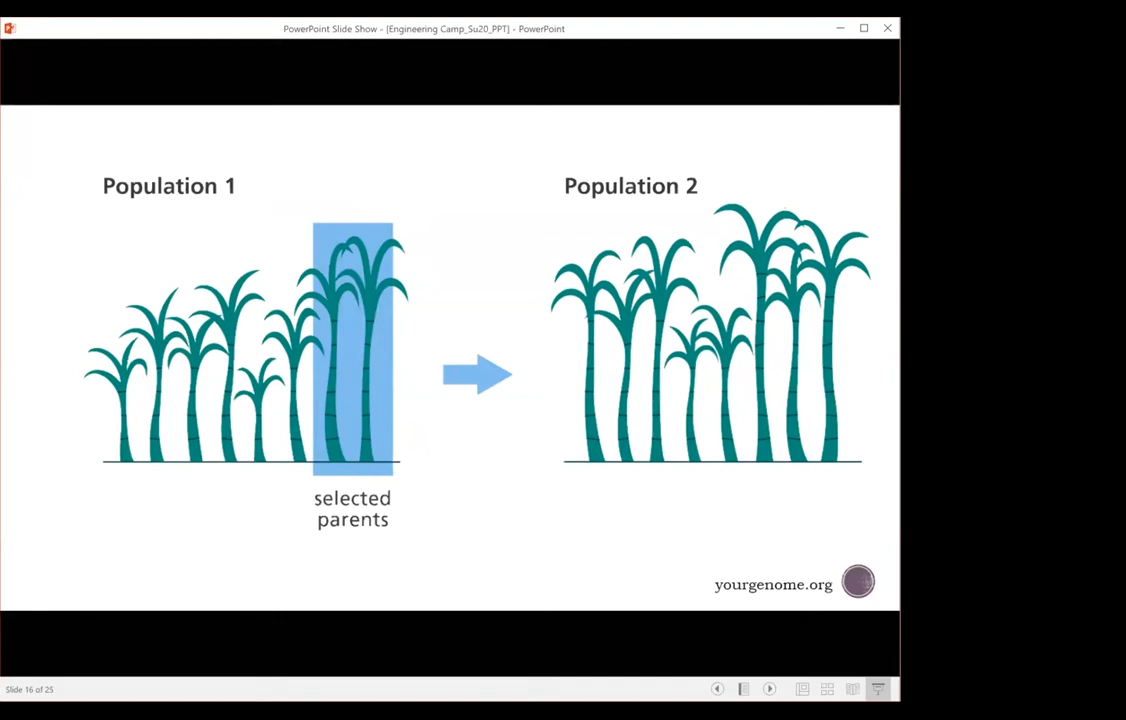 PowerPoint Slide Show - [Engineering Camp_Su20_PPT] - PowerPoint
Population 1
Population 2
selected
parents
yourgenome.org
Slide 16 of 25